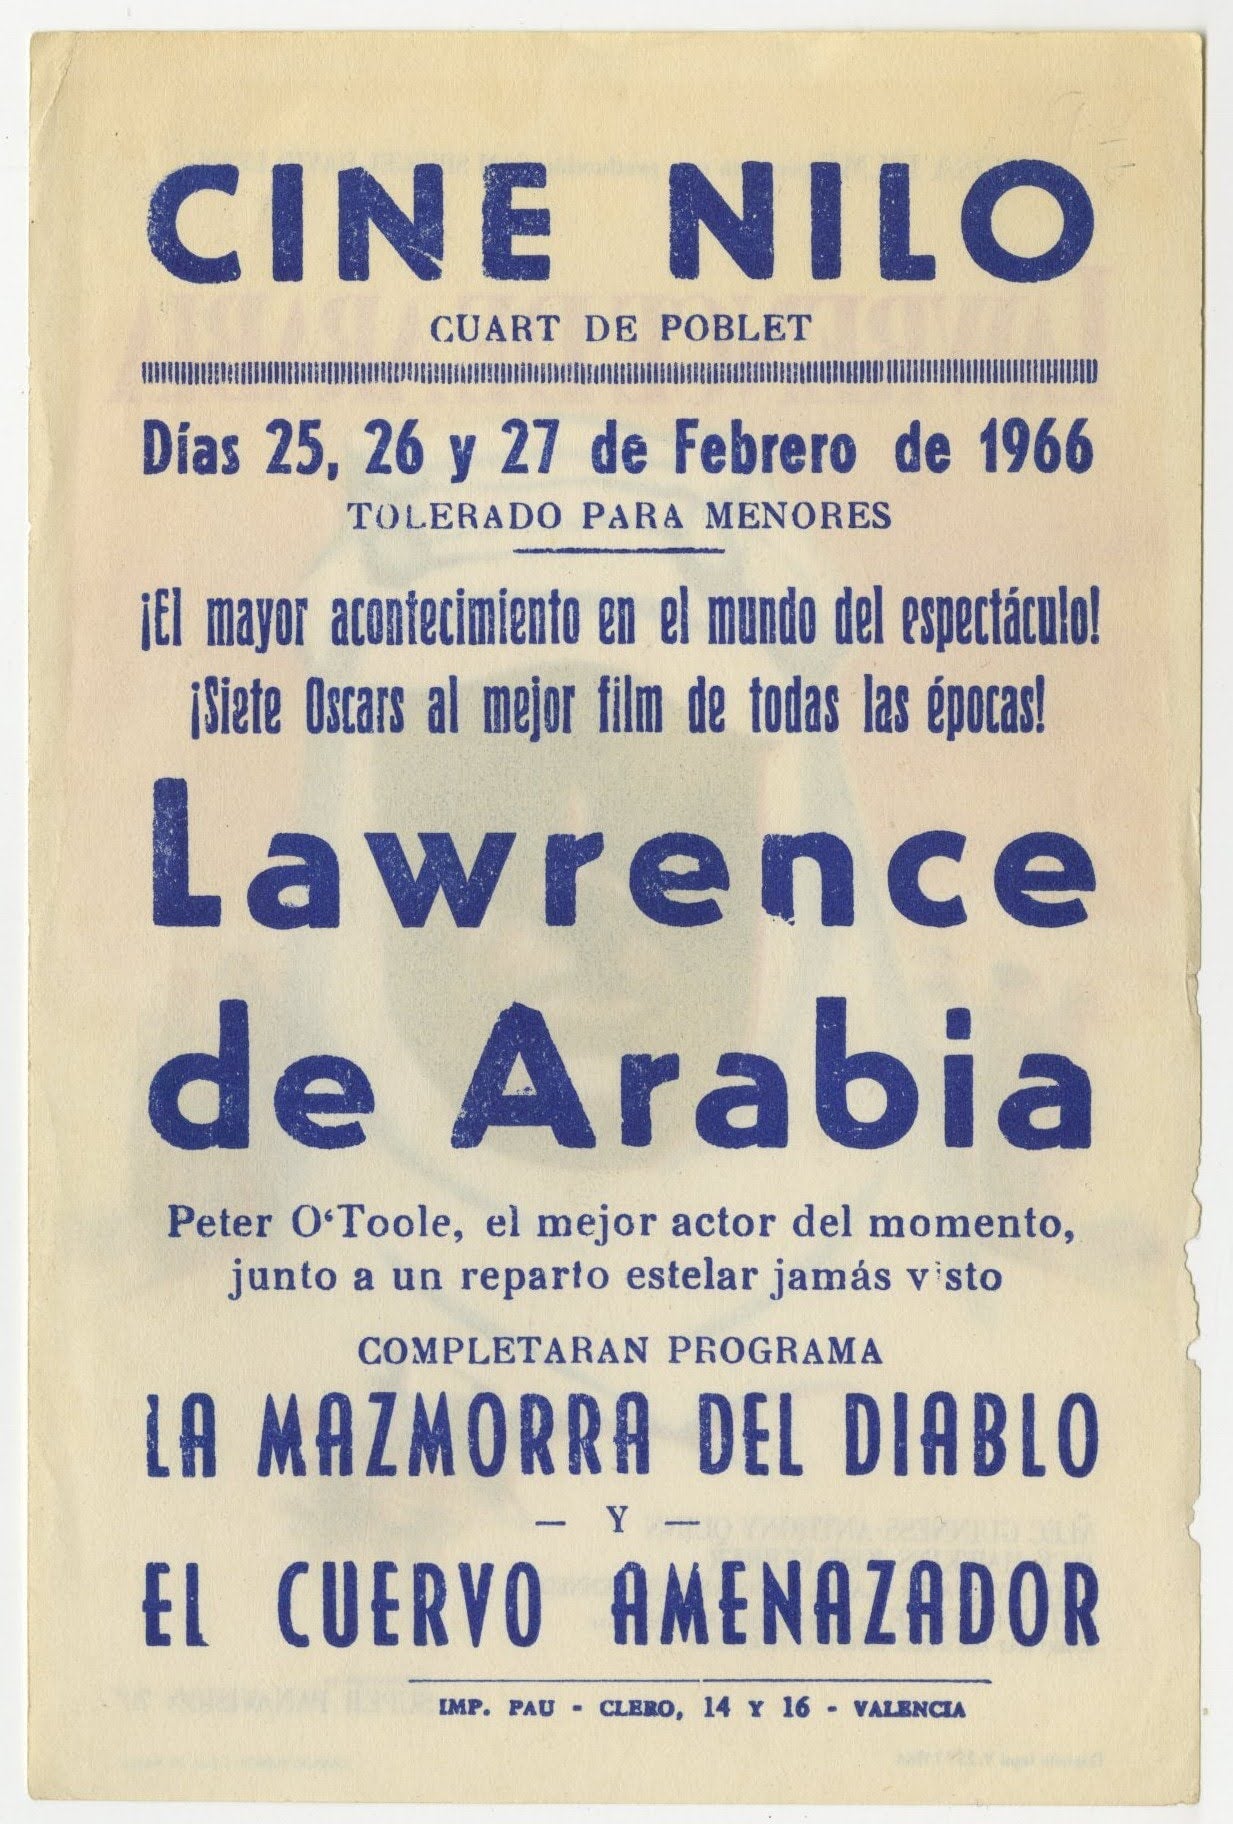 CINE NILO
CUART DE POBLET
Días 25, 26 y 27 de Febrero de 1966
TOLERADO PARA MENORES
¡El mayor acontecimiento en el mundo del espectáculo!
¡Siete Oscars al mejor film de todas las épocas!
Lawrence
de Arabia
Peter O‘Toole, el mejor actor del momento,
junto a un reparto estelar jamás visto
COMPLETARAN PROGRAMA
LA MAZMORRA DEL DIABLO
— Y —
EL CUERVO AMENAZADOR
IMP. PAU - CLERO, 14 Y 16 - VALENCIA